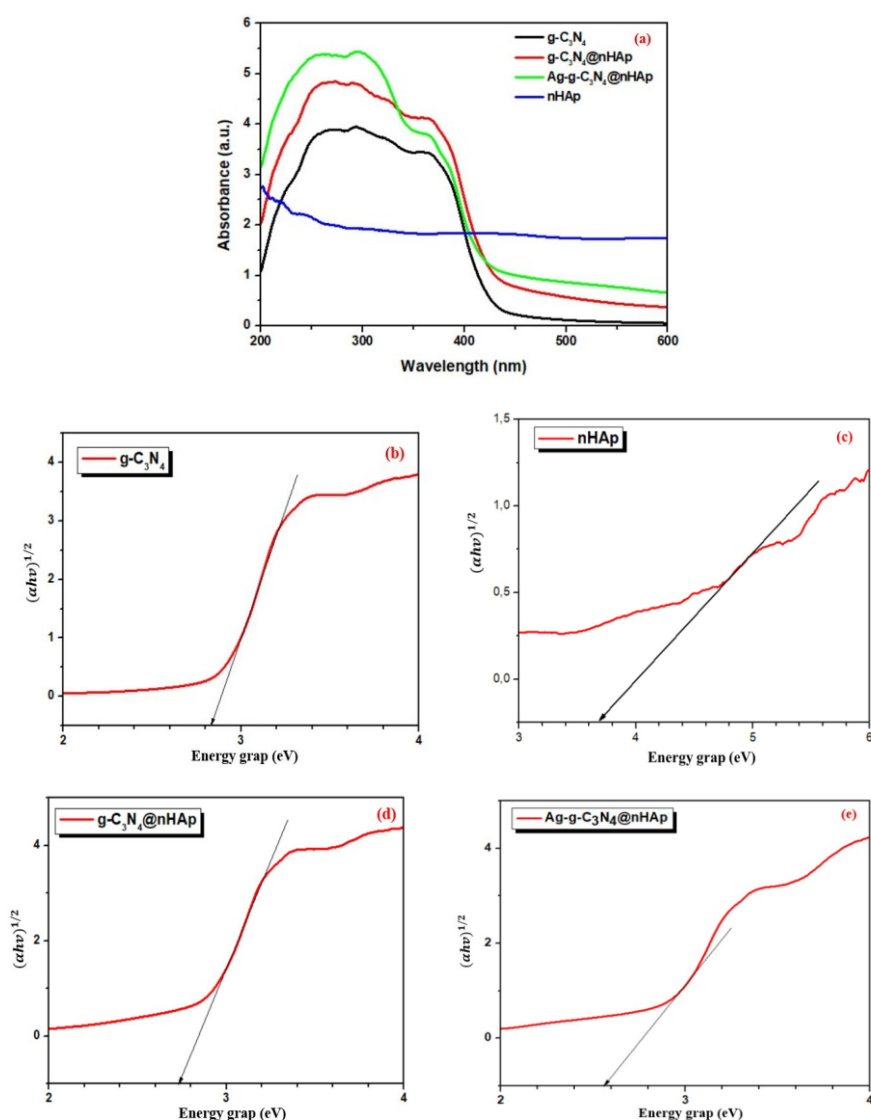 (a)
g-C₃N₄
g-C₃N₄@nHAp
Ag-g-C₃N₄@nHAp
nHAp
6
5
4
3
2
1
0
Absorbance (a.u.)
200
300
400
500
600
Wavelength (nm)
g-C₃N₄
(b)
4
3
2
1
0
(αhν)^1/2
2
3
4
Energy grap (eV)
nHAp
(c)
1,5
1,0
0,5
0,0
(αhν)^1/2
3
4
5
6
Energy grap (eV)
g-C₃N₄@nHAp
(d)
4
2
0
(αhν)^1/2
2
3
4
Energy grap (eV)
Ag-g-C₃N₄@nHAp
(e)
4
2
0
(αhν)^1/2
2
3
4
Energy grap (eV)